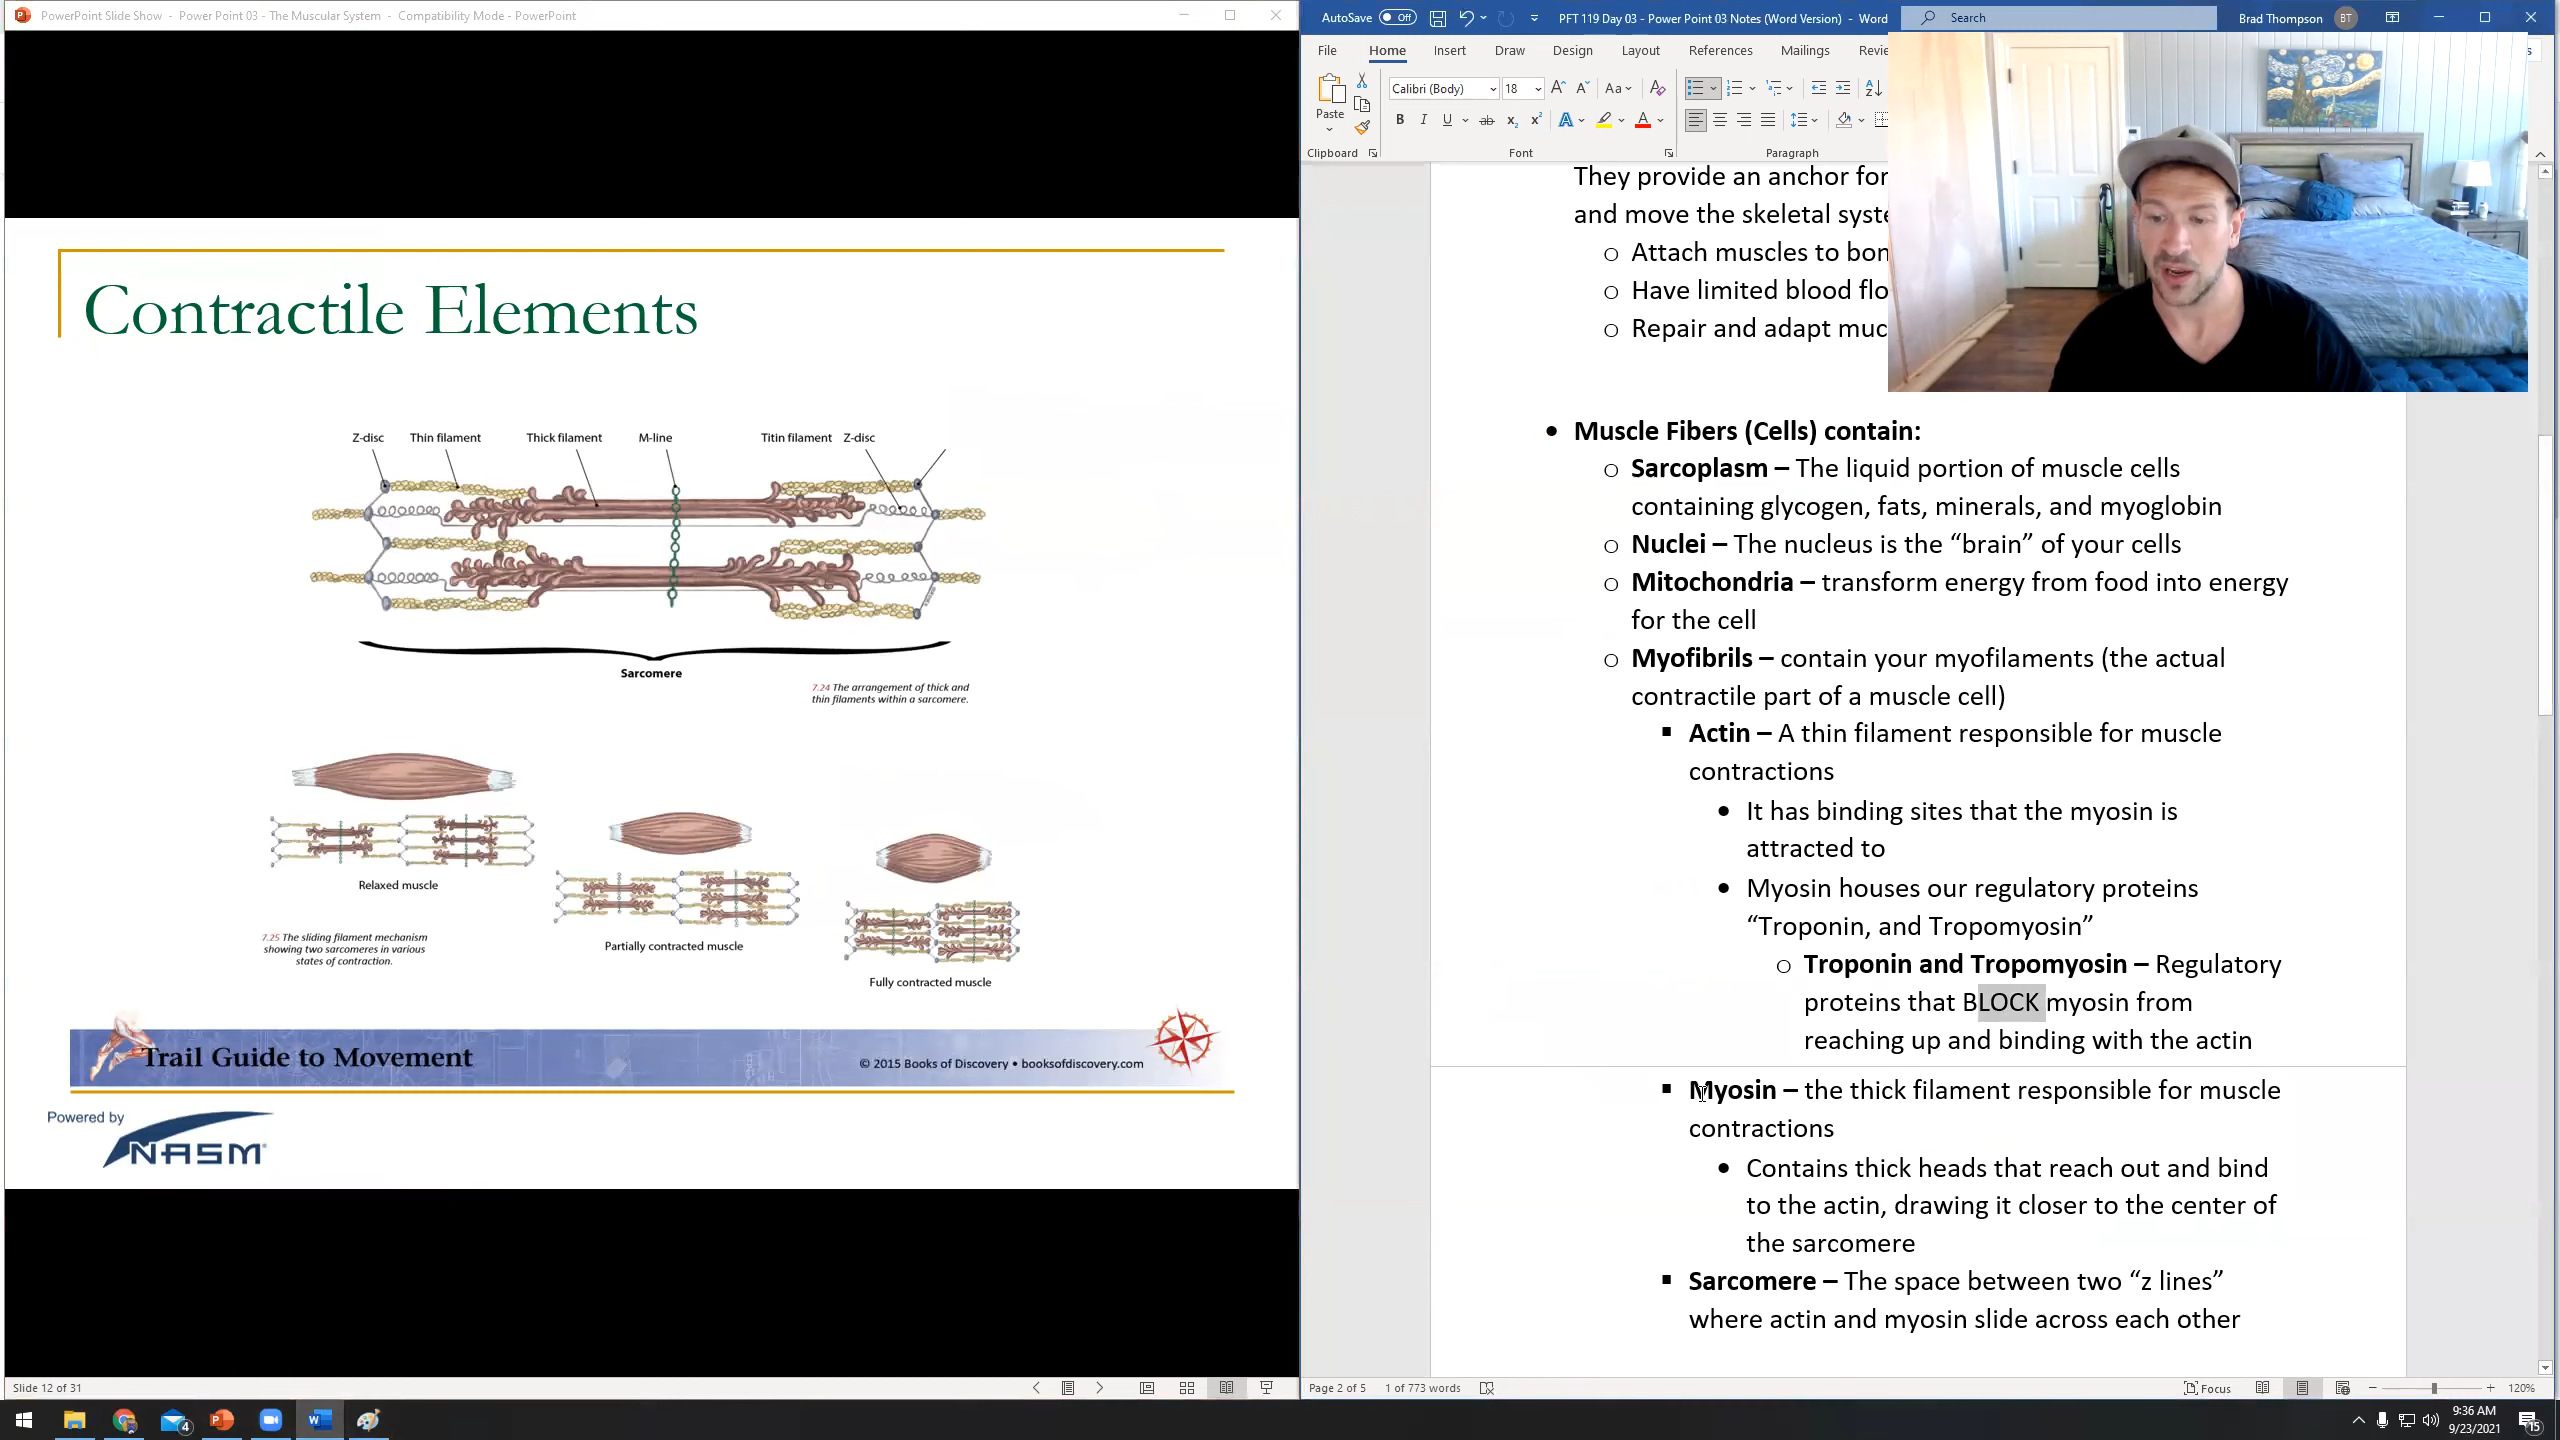 PowerPoint Slide Show - Power Point 03 - The Muscular System - Compatibility Mode - PowerPoint
Contractile Elements
Z-disc Thin filament Thick filament M-line Titin filament Z-disc
Sarcomere
7.24 The arrangement of thick and
thin filaments within a sarcomere.
Relaxed muscle
7.25 The sliding filament mechanism
showing two sarcomeres in various
states of contraction.
Partially contracted muscle
Fully contracted muscle
Trail Guide to Movement
© 2015 Books of Discovery • booksofdiscovery.com
Powered by
NASM
Slide 12 of 31
AutoSave Off
PFT 119 Day 03 - Power Point 03 Notes (Word Version) - Word
Search
Brad Thompson BT
File Home Insert Draw Design Layout References Mailings Revie
Paste
Calibri (Body) 18
Clipboard Font Paragraph
They provide an anchor for
and move the skeletal syste
o Attach muscles to bon
o Have limited blood flo
o Repair and adapt muc
• Muscle Fibers (Cells) contain:
o Sarcoplasm – The liquid portion of muscle cells
containing glycogen, fats, minerals, and myoglobin
o Nuclei – The nucleus is the “brain” of your cells
o Mitochondria – transform energy from food into energy
for the cell
o Myofibrils – contain your myofilaments (the actual
contractile part of a muscle cell)
▪ Actin – A thin filament responsible for muscle
contractions
• It has binding sites that the myosin is
attracted to
• Myosin houses our regulatory proteins
“Troponin, and Tropomyosin”
o Troponin and Tropomyosin – Regulatory
proteins that BLOCK myosin from
reaching up and binding with the actin
▪ Myosin – the thick filament responsible for muscle
contractions
• Contains thick heads that reach out and bind
to the actin, drawing it closer to the center of
the sarcomere
▪ Sarcomere – The space between two “z lines”
where actin and myosin slide across each other
Page 2 of 5 1 of 773 words
Focus
120%
4
9:36 AM
9/23/2021
15